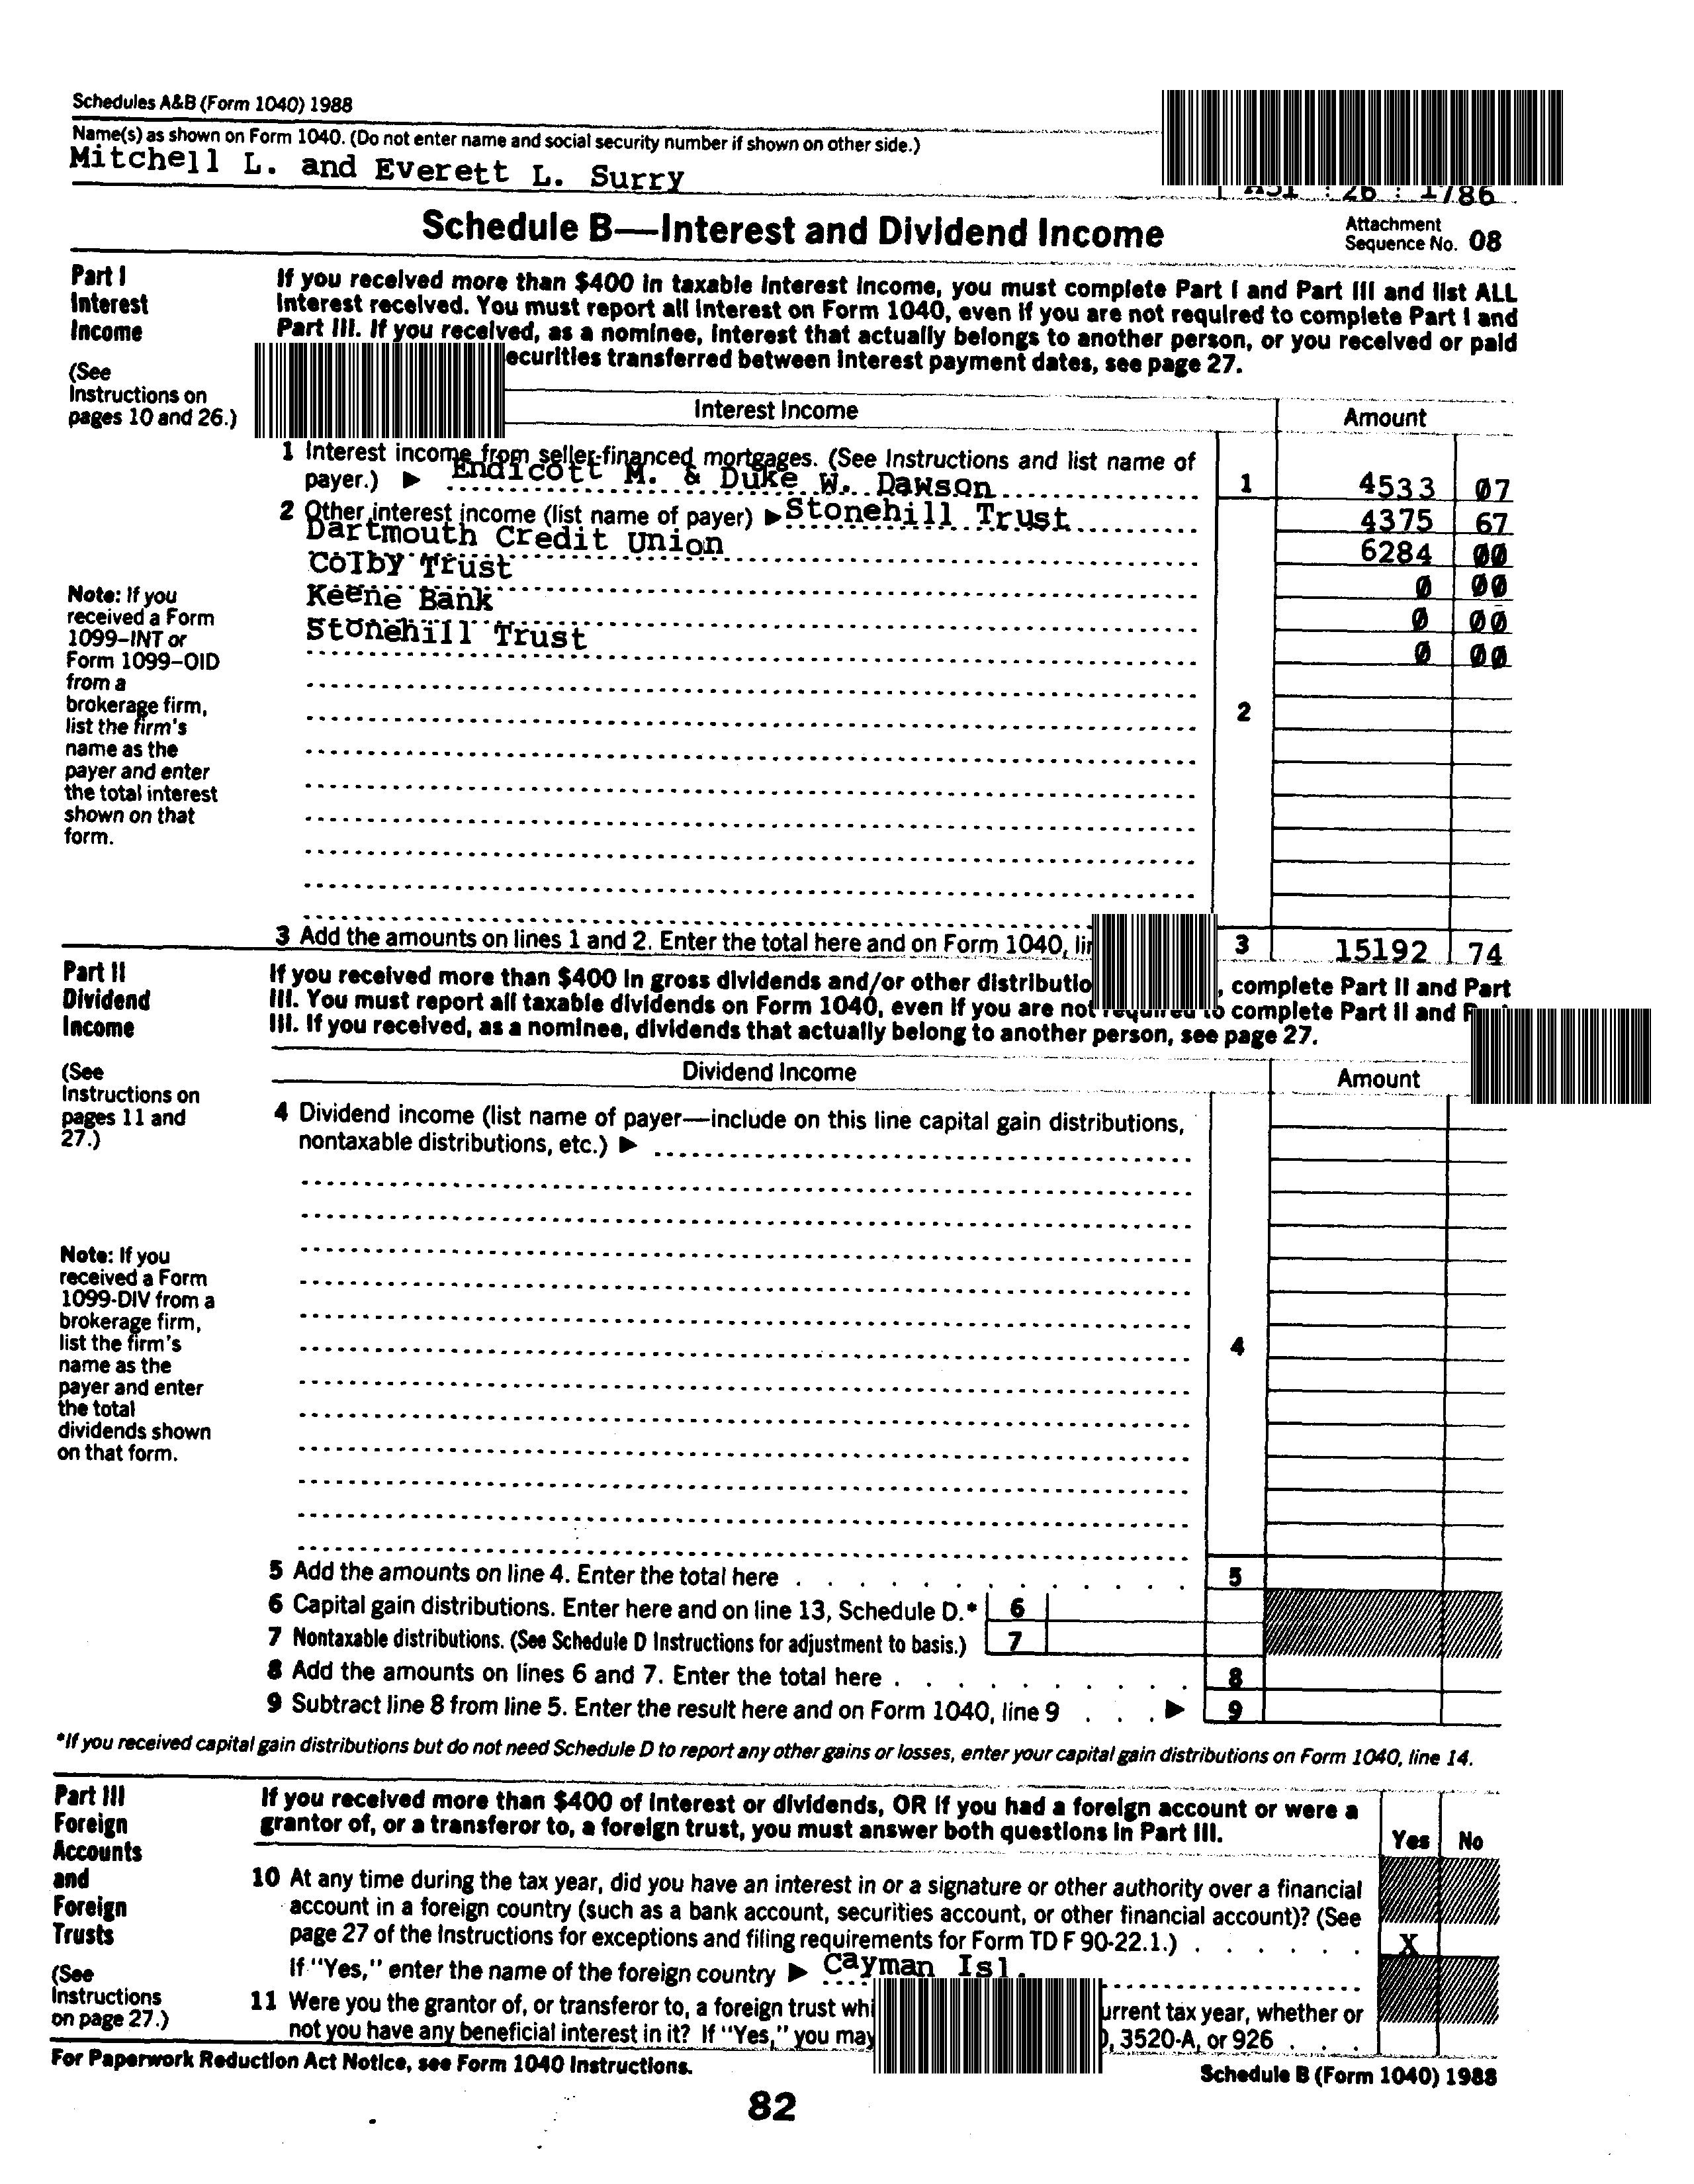 Schedules A&B (Form 1040) 1988
Name(s) as shown on Form 1040. (Do not enter name and social security number if shown on other side.)
Mitchell L. and Everett L. Surry
26 : 1786
Schedule B—Interest and Dividend Income
Attachment
Sequence No. 08
Part I
Interest
Income
(See
Instructions on
pages 10 and 26.)
If you received more than $400 in taxable interest income, you must complete Part I and Part III and list ALL
interest received. You must report all interest on Form 1040, even if you are not required to complete Part I and
Part III. If you received, as a nominee, interest that actually belongs to another person, or you received or paid
ecurities transferred between interest payment dates, see page 27.
Interest Income
Amount
1 Interest income from seller-financed mortgages. (See Instructions and list name of
payer.) ▶ Endicott M. & Duke W. Dawson 1 4533 07
2 Other interest income (list name of payer) ▶ Stonehill Trust 4375 67
Dartmouth Credit Union 6284 00
Colby Trust 0 00
Keene Bank 0 00
Stonehill Trust 0 00
2
Note: If you
received a Form
1099–INT or
Form 1099–OID
from a
brokerage firm,
list the firm's
name as the
payer and enter
the total interest
shown on that
form.
3 Add the amounts on lines 1 and 2. Enter the total here and on Form 1040, 3 15192 74
Part II
Dividend
Income
(See
Instructions on
pages 11 and
27.)
If you received more than $400 in gross dividends and/or other distributio , complete Part II and Part
III. You must report all taxable dividends on Form 1040, even if you are not required to complete Part II and
III. If you received, as a nominee, dividends that actually belong to another person, see page 27.
Dividend Income
Amount
4 Dividend income (list name of payer—include on this line capital gain distributions,
nontaxable distributions, etc.) ▶
4
Note: If you
received a Form
1099-DIV from a
brokerage firm,
list the firm's
name as the
payer and enter
the total
dividends shown
on that form.
5 Add the amounts on line 4. Enter the total here . . . 5
6 Capital gain distributions. Enter here and on line 13, Schedule D.* 6
7 Nontaxable distributions. (See Schedule D Instructions for adjustment to basis.) 7
8 Add the amounts on lines 6 and 7. Enter the total here . . . 8
9 Subtract line 8 from line 5. Enter the result here and on Form 1040, line 9 . . . ▶ 9
*If you received capital gain distributions but do not need Schedule D to report any other gains or losses, enter your capital gain distributions on Form 1040, line 14.
Part III
Foreign
Accounts
and
Foreign
Trusts
(See
Instructions
on page 27.)
If you received more than $400 of interest or dividends, OR if you had a foreign account or were a
grantor of, or a transferor to, a foreign trust, you must answer both questions in Part III.
Yes No
10 At any time during the tax year, did you have an interest in or a signature or other authority over a financial
account in a foreign country (such as a bank account, securities account, or other financial account)? (See
page 27 of the Instructions for exceptions and filing requirements for Form TD F 90-22.1.) . . . X
If "Yes," enter the name of the foreign country ▶ Cayman Isl.
11 Were you the grantor of, or transferor to, a foreign trust whi urrent tax year, whether or
not you have any beneficial interest in it? If "Yes," you may , 3520-A, or 926 . . .
For Paperwork Reduction Act Notice, see Form 1040 Instructions.
Schedule B (Form 1040) 1988
82